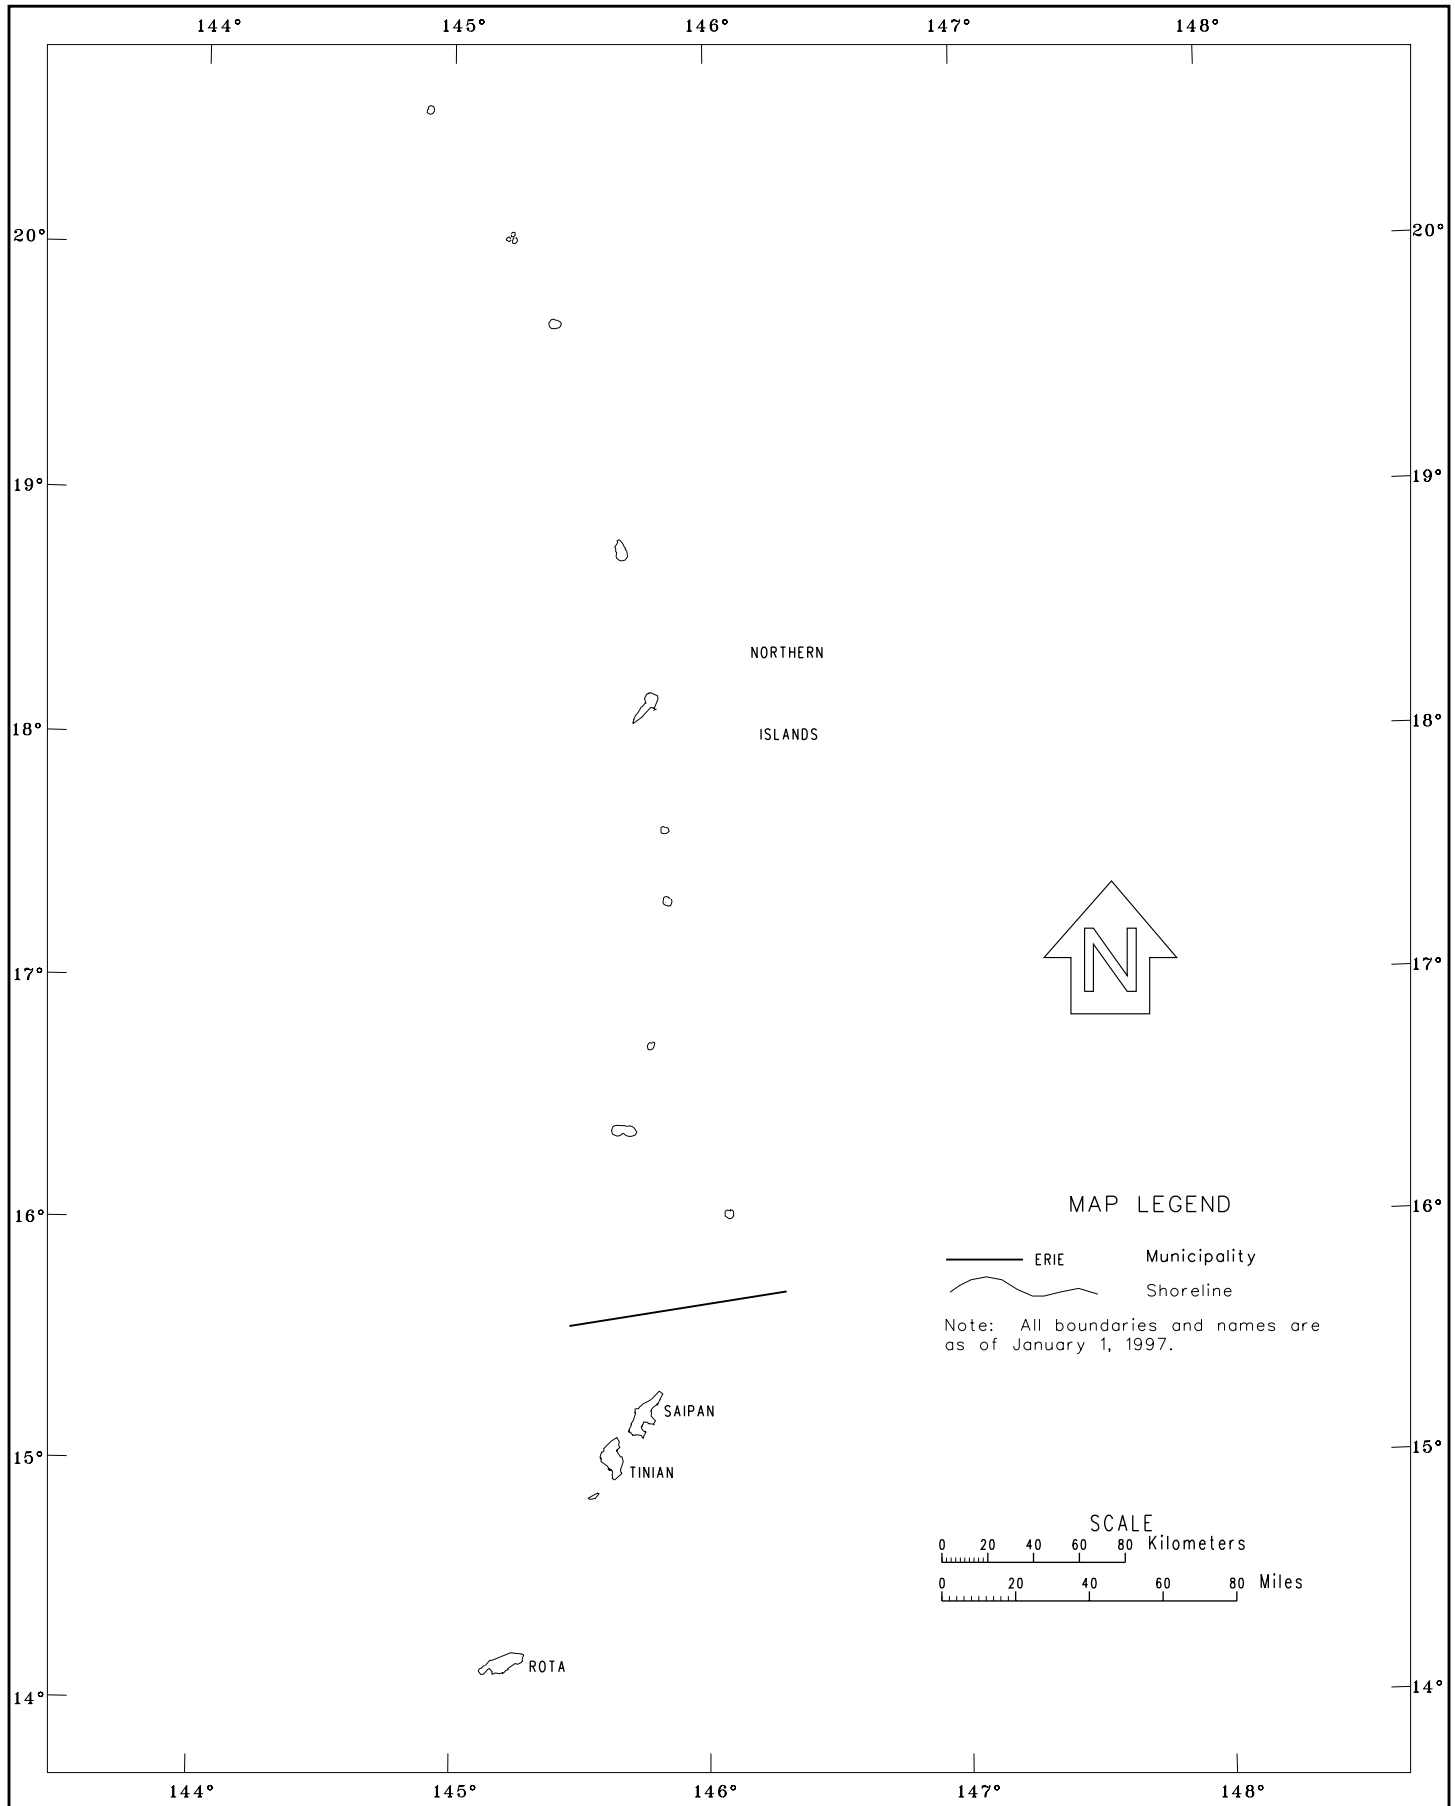 144° 145° 146° 147° 148°
20° 20°
19° 19°
NORTHERN
18° 18°
ISLANDS
N
17° 17°
16° 16°
MAP LEGEND
ERIE Municipality
Shoreline
Note: All boundaries and names are
as of January 1, 1997.
SAIPAN
15° 15°
TINIAN
SCALE
0 20 40 60 80 Kilometers
0 20 40 60 80 Miles
ROTA
14° 14°
144° 145° 146° 147° 148°